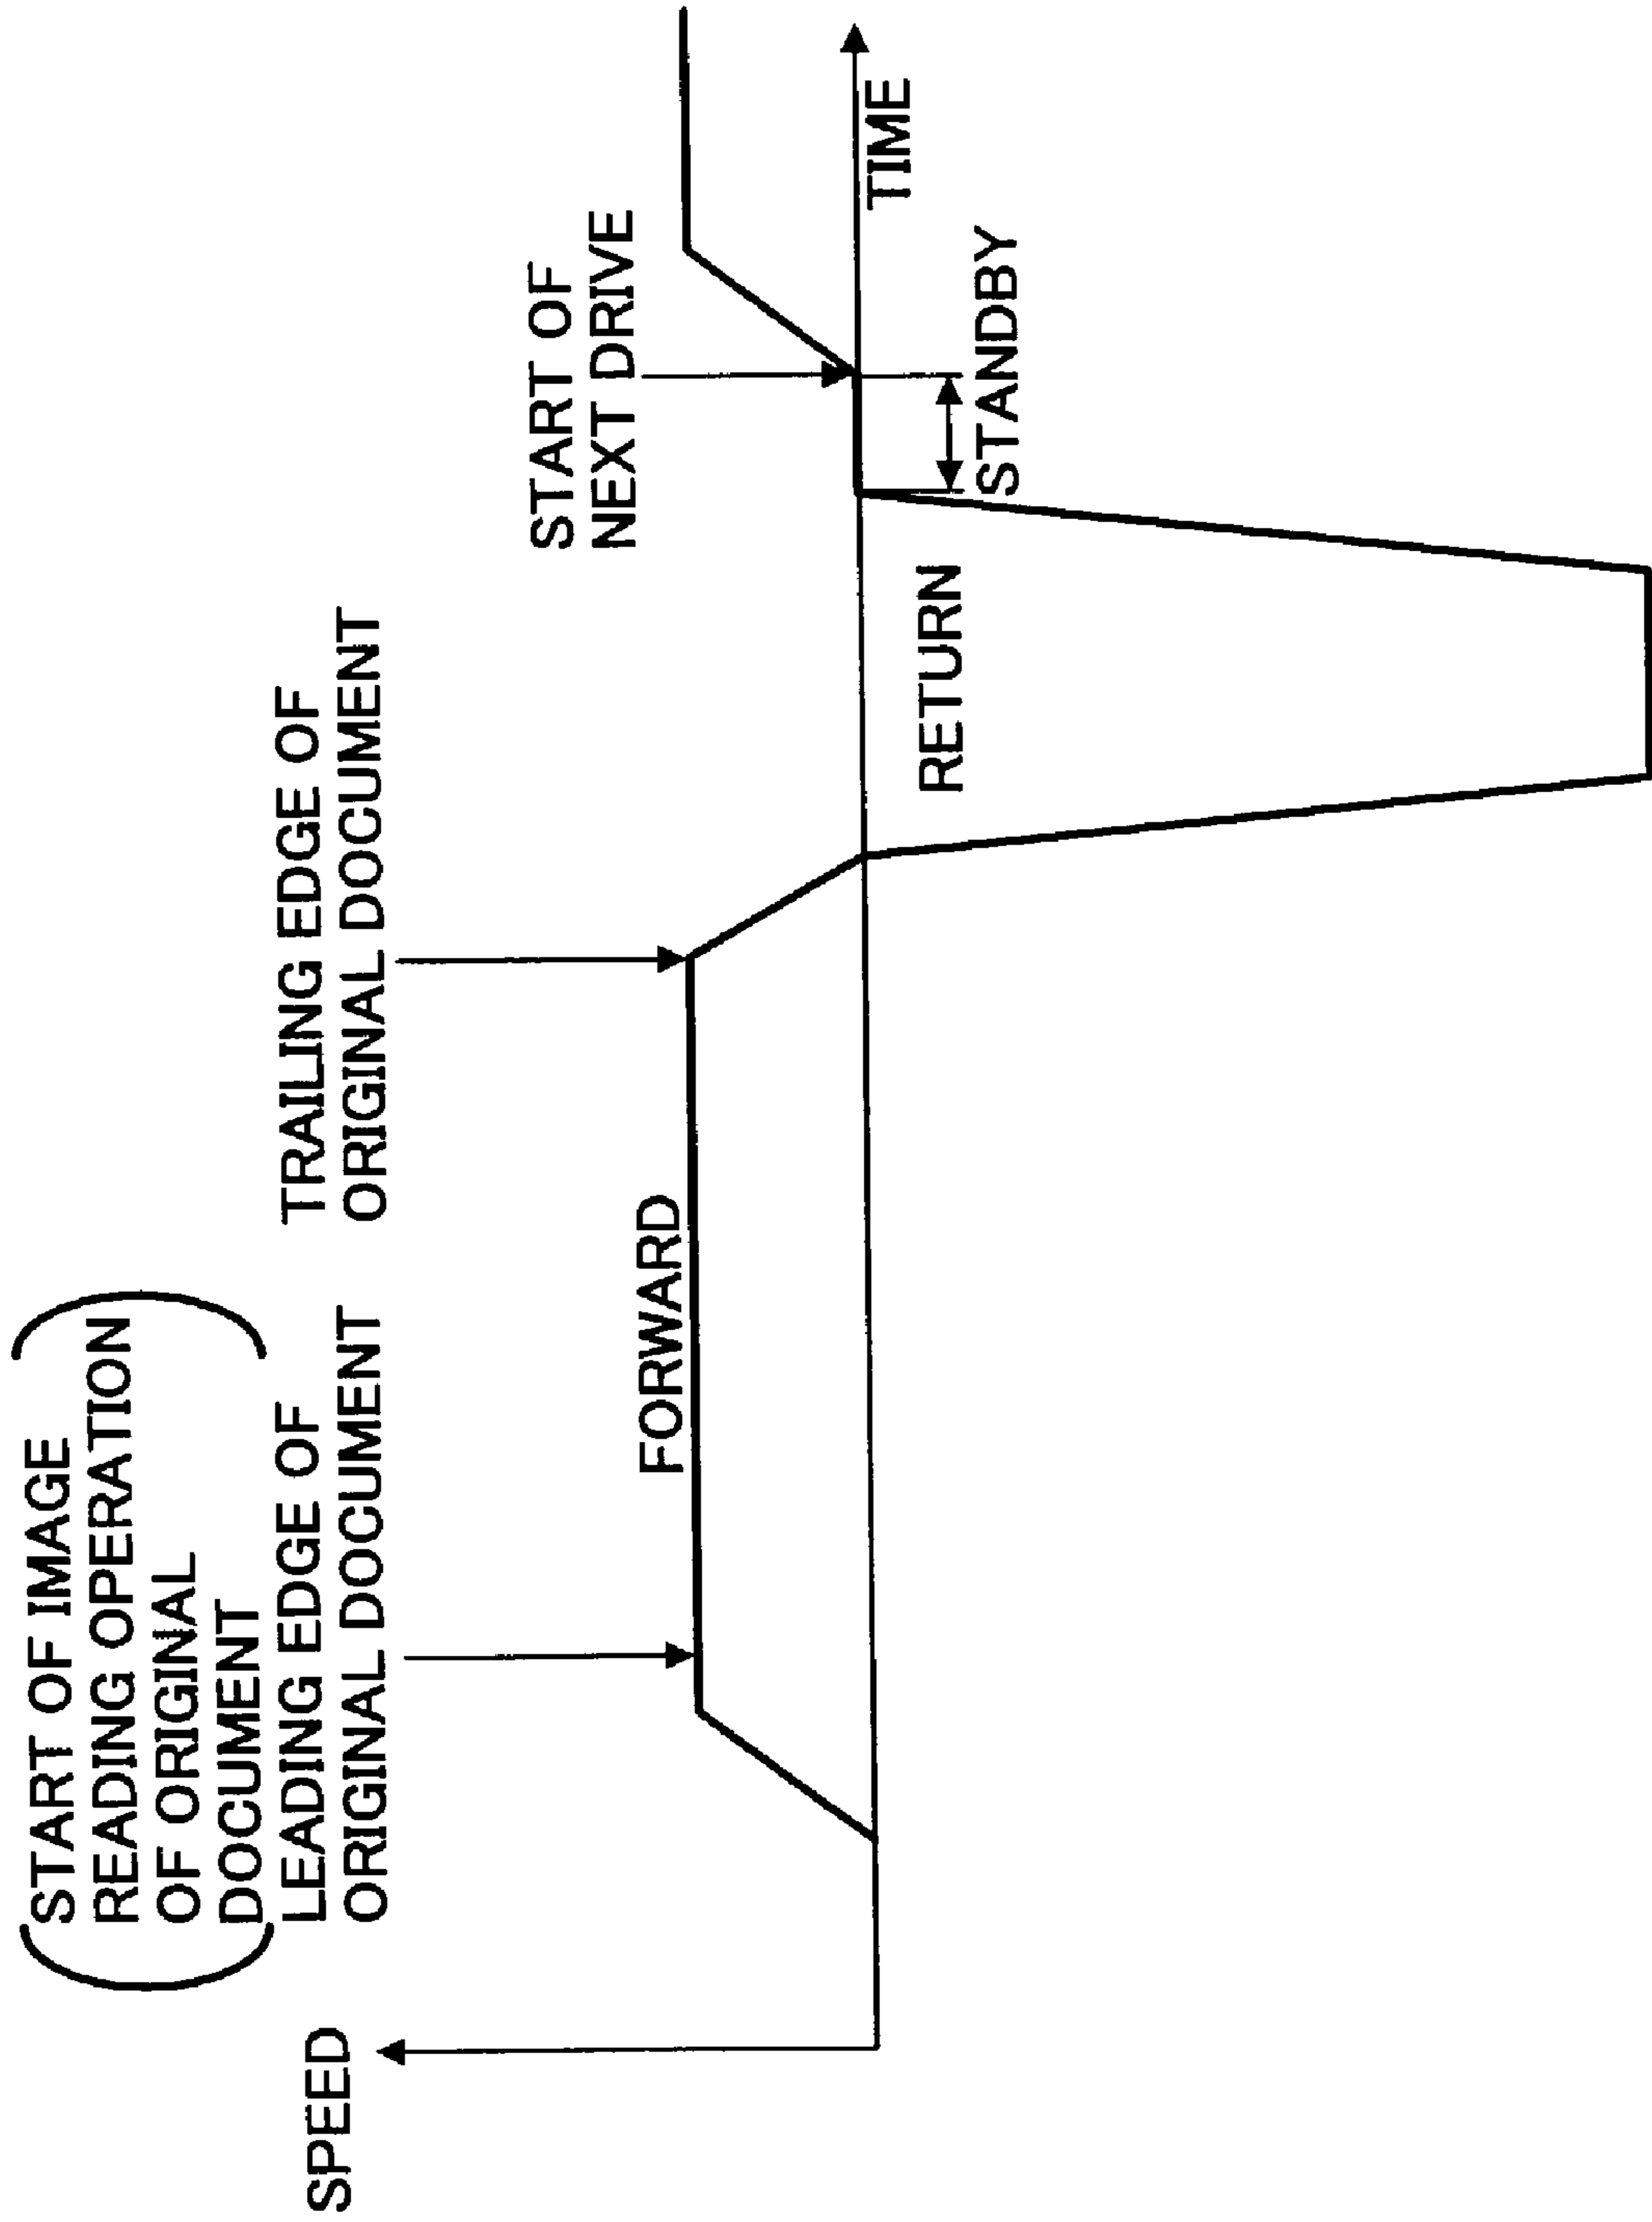 START OF IMAGE
READING OPERATION
OF ORIGINAL
DOCUMENT
LEADING EDGE OF
ORIGINAL DOCUMENT
TRAILING EDGE OF
ORIGINAL DOCUMENT
SPEED
START OF
NEXT DRIVE
FORWARD
TIME
RETURN
STANDBY